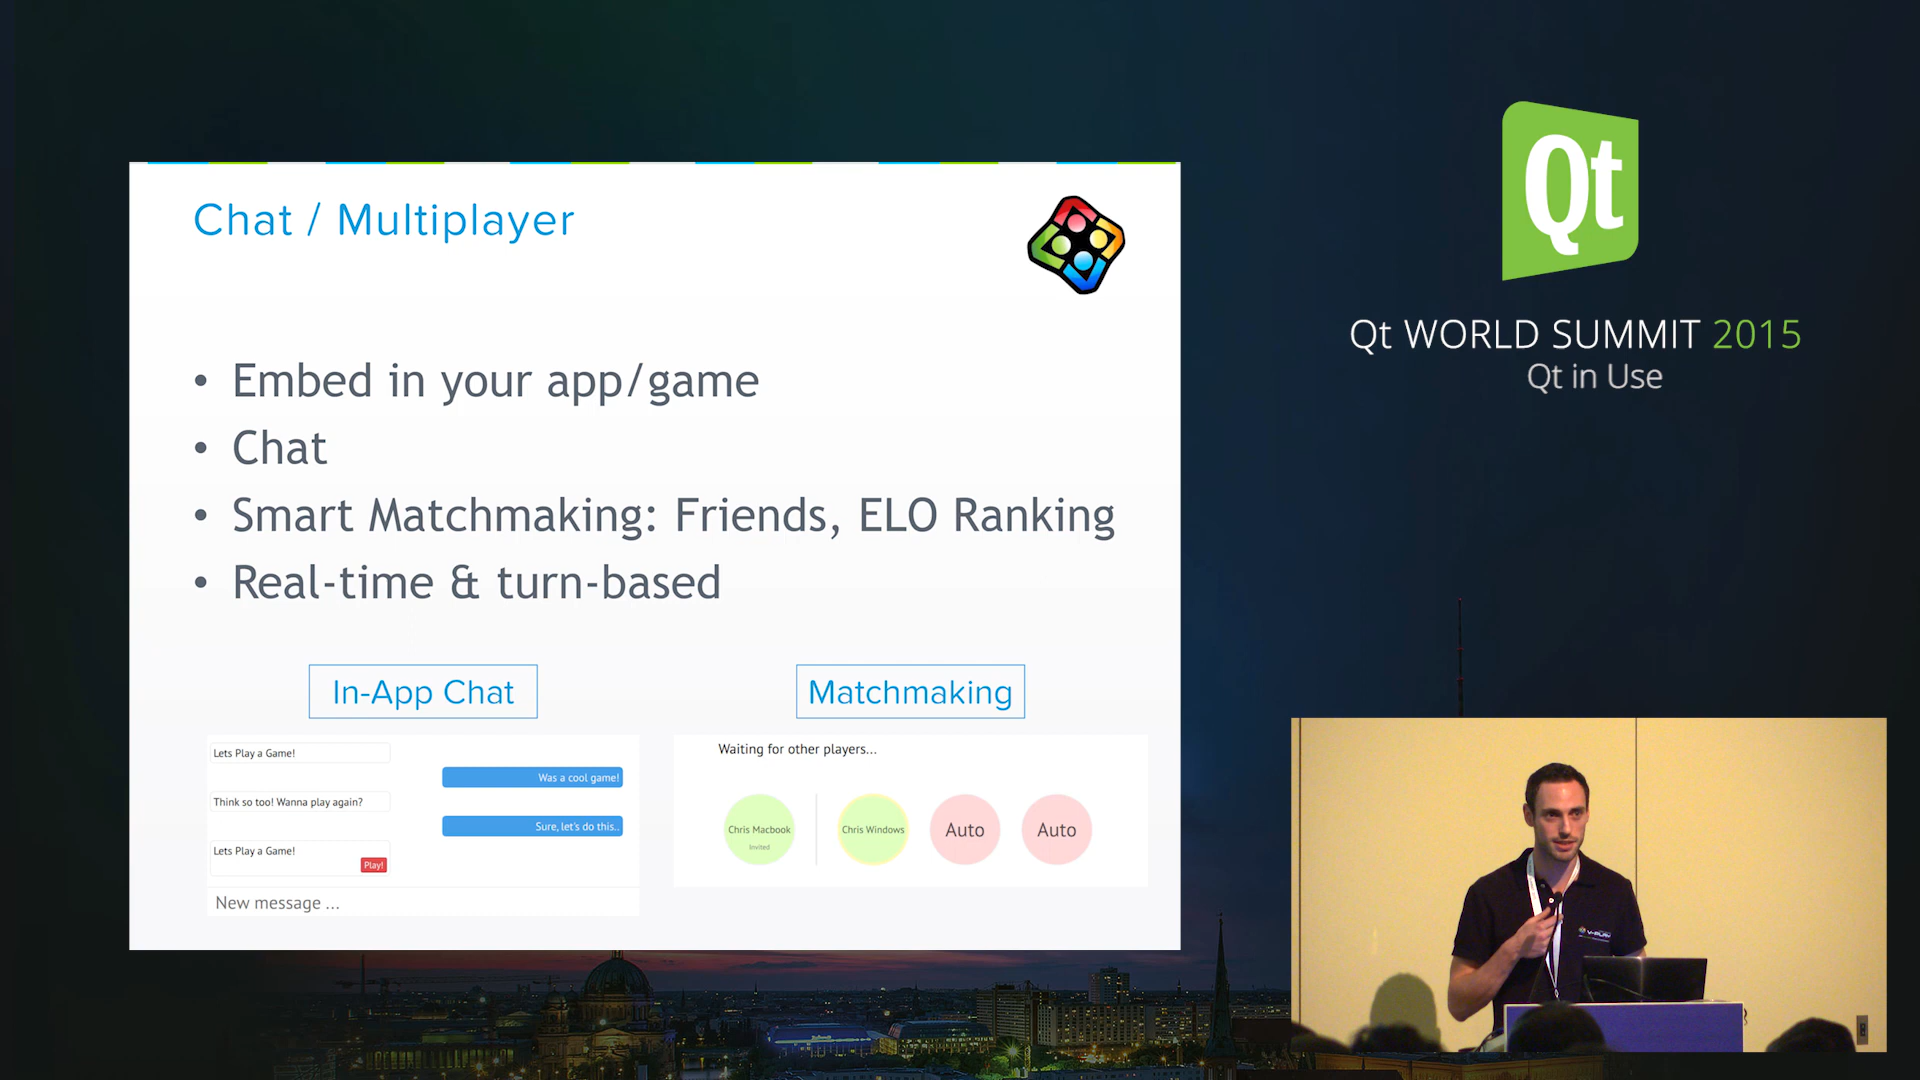 Chat / Multiplayer
• Embed in your app/game
• Chat
• Smart Matchmaking: Friends, ELO Ranking
• Real-time & turn-based
In-App Chat
Lets Play a Game!
Was a cool game!
Think so too! Wanna play again?
Sure, let's do this..
Lets Play a Game!
Play!
New message ...
Matchmaking
Waiting for other players...
Chris Macbook
Invited
Chris Windows
Auto
Auto
Qt
Qt WORLD SUMMIT 2015
Qt in Use
V-PLAY